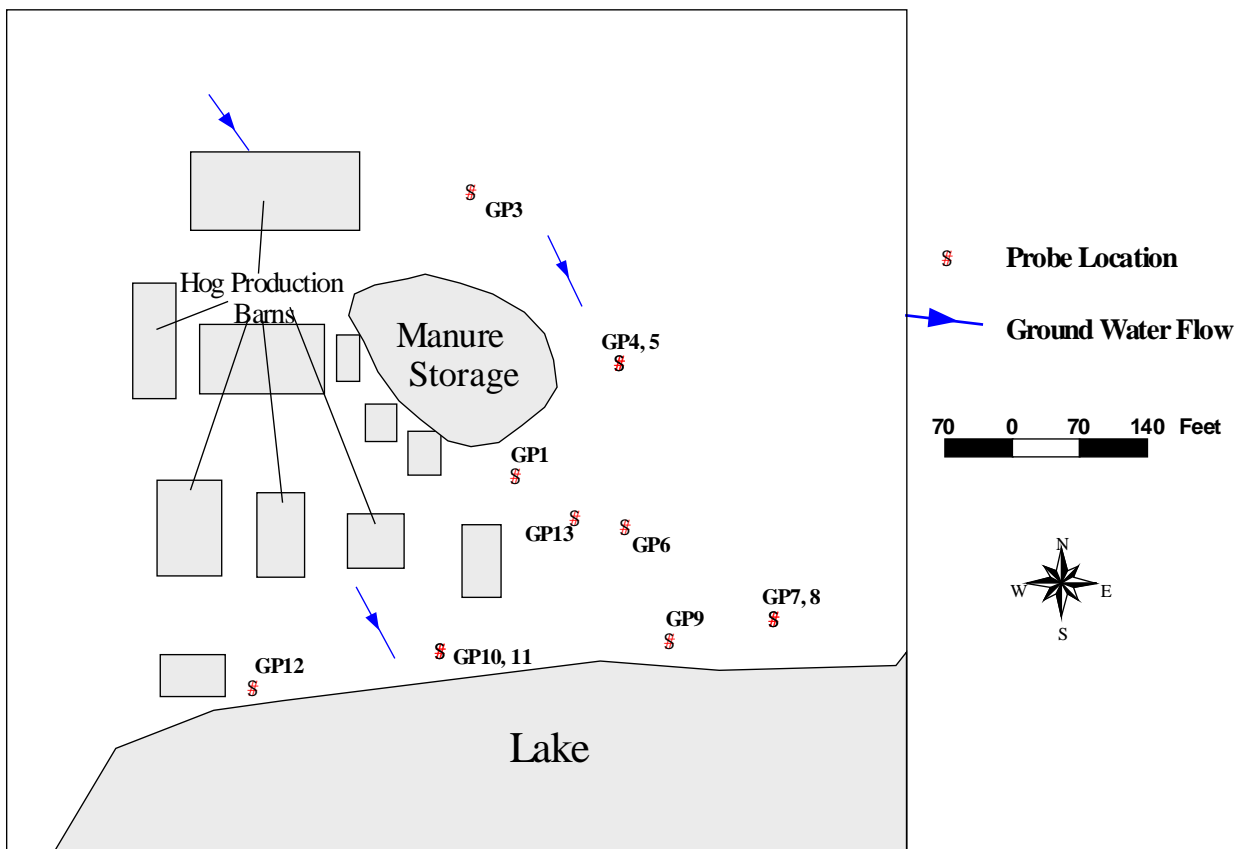 GP3
Hog Production
Barns
Manure
Storage
GP4, 5
GP1
GP13
GP6
GP7, 8
GP9
GP10, 11
GP12
Lake
Probe Location
Ground Water Flow
70 0 70 140 Feet
N
W E
S